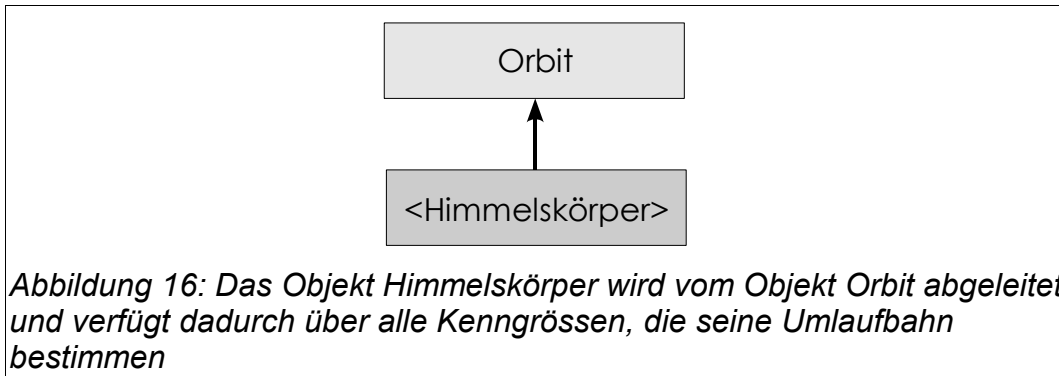 Orbit
<Himmelskörper>
Abbildung 16: Das Objekt Himmelskörper wird vom Objekt Orbit abgeleitet
und verfügt dadurch über alle Kenngrössen, die seine Umlaufbahn
bestimmen